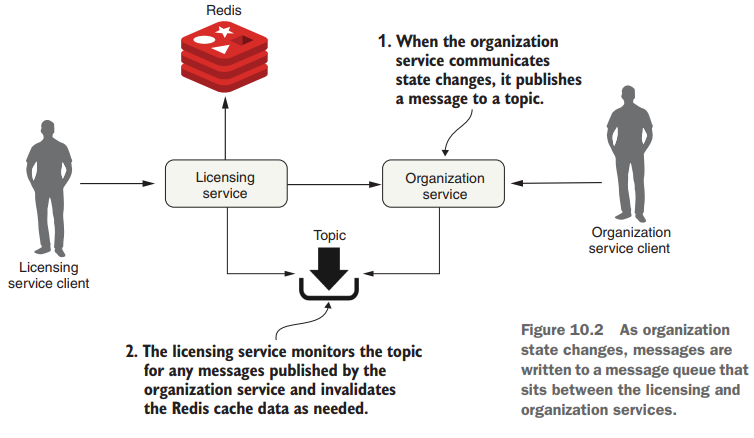 Redis
1. When the organization
service communicates
state changes, it publishes
a message to a topic.
Licensing
service
Organization
service
Topic
Licensing
service client
Organization
service client
2. The licensing service monitors the topic
for any messages published by the
organization service and invalidates
the Redis cache data as needed.
Figure 10.2 As organization
state changes, messages are
written to a message queue that
sits between the licensing and
organization services.